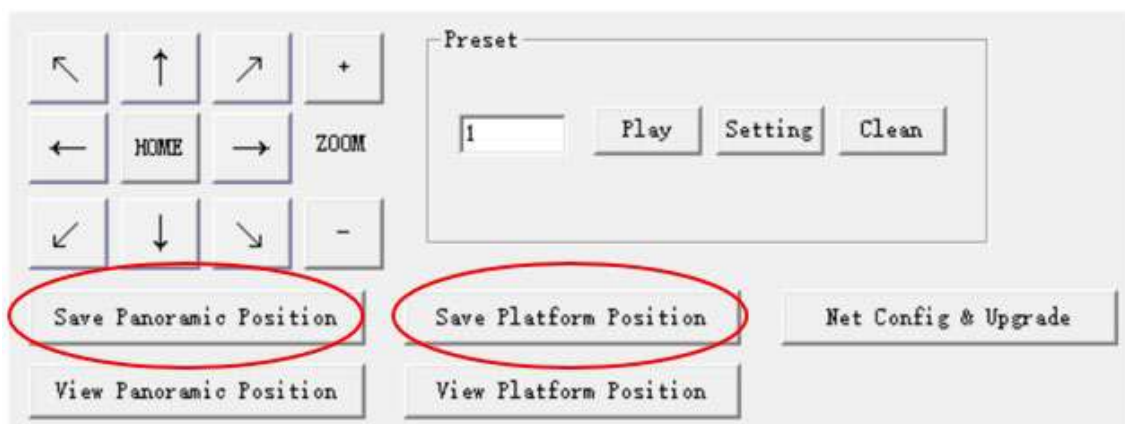 Preset
↖ ↑ ↗ +
← HOME → ZOOM
1 Play Setting Clean
↙ ↓ ↘ -
Save Panoramic Position Save Platform Position Net Config & Upgrade
View Panoramic Position View Platform Position